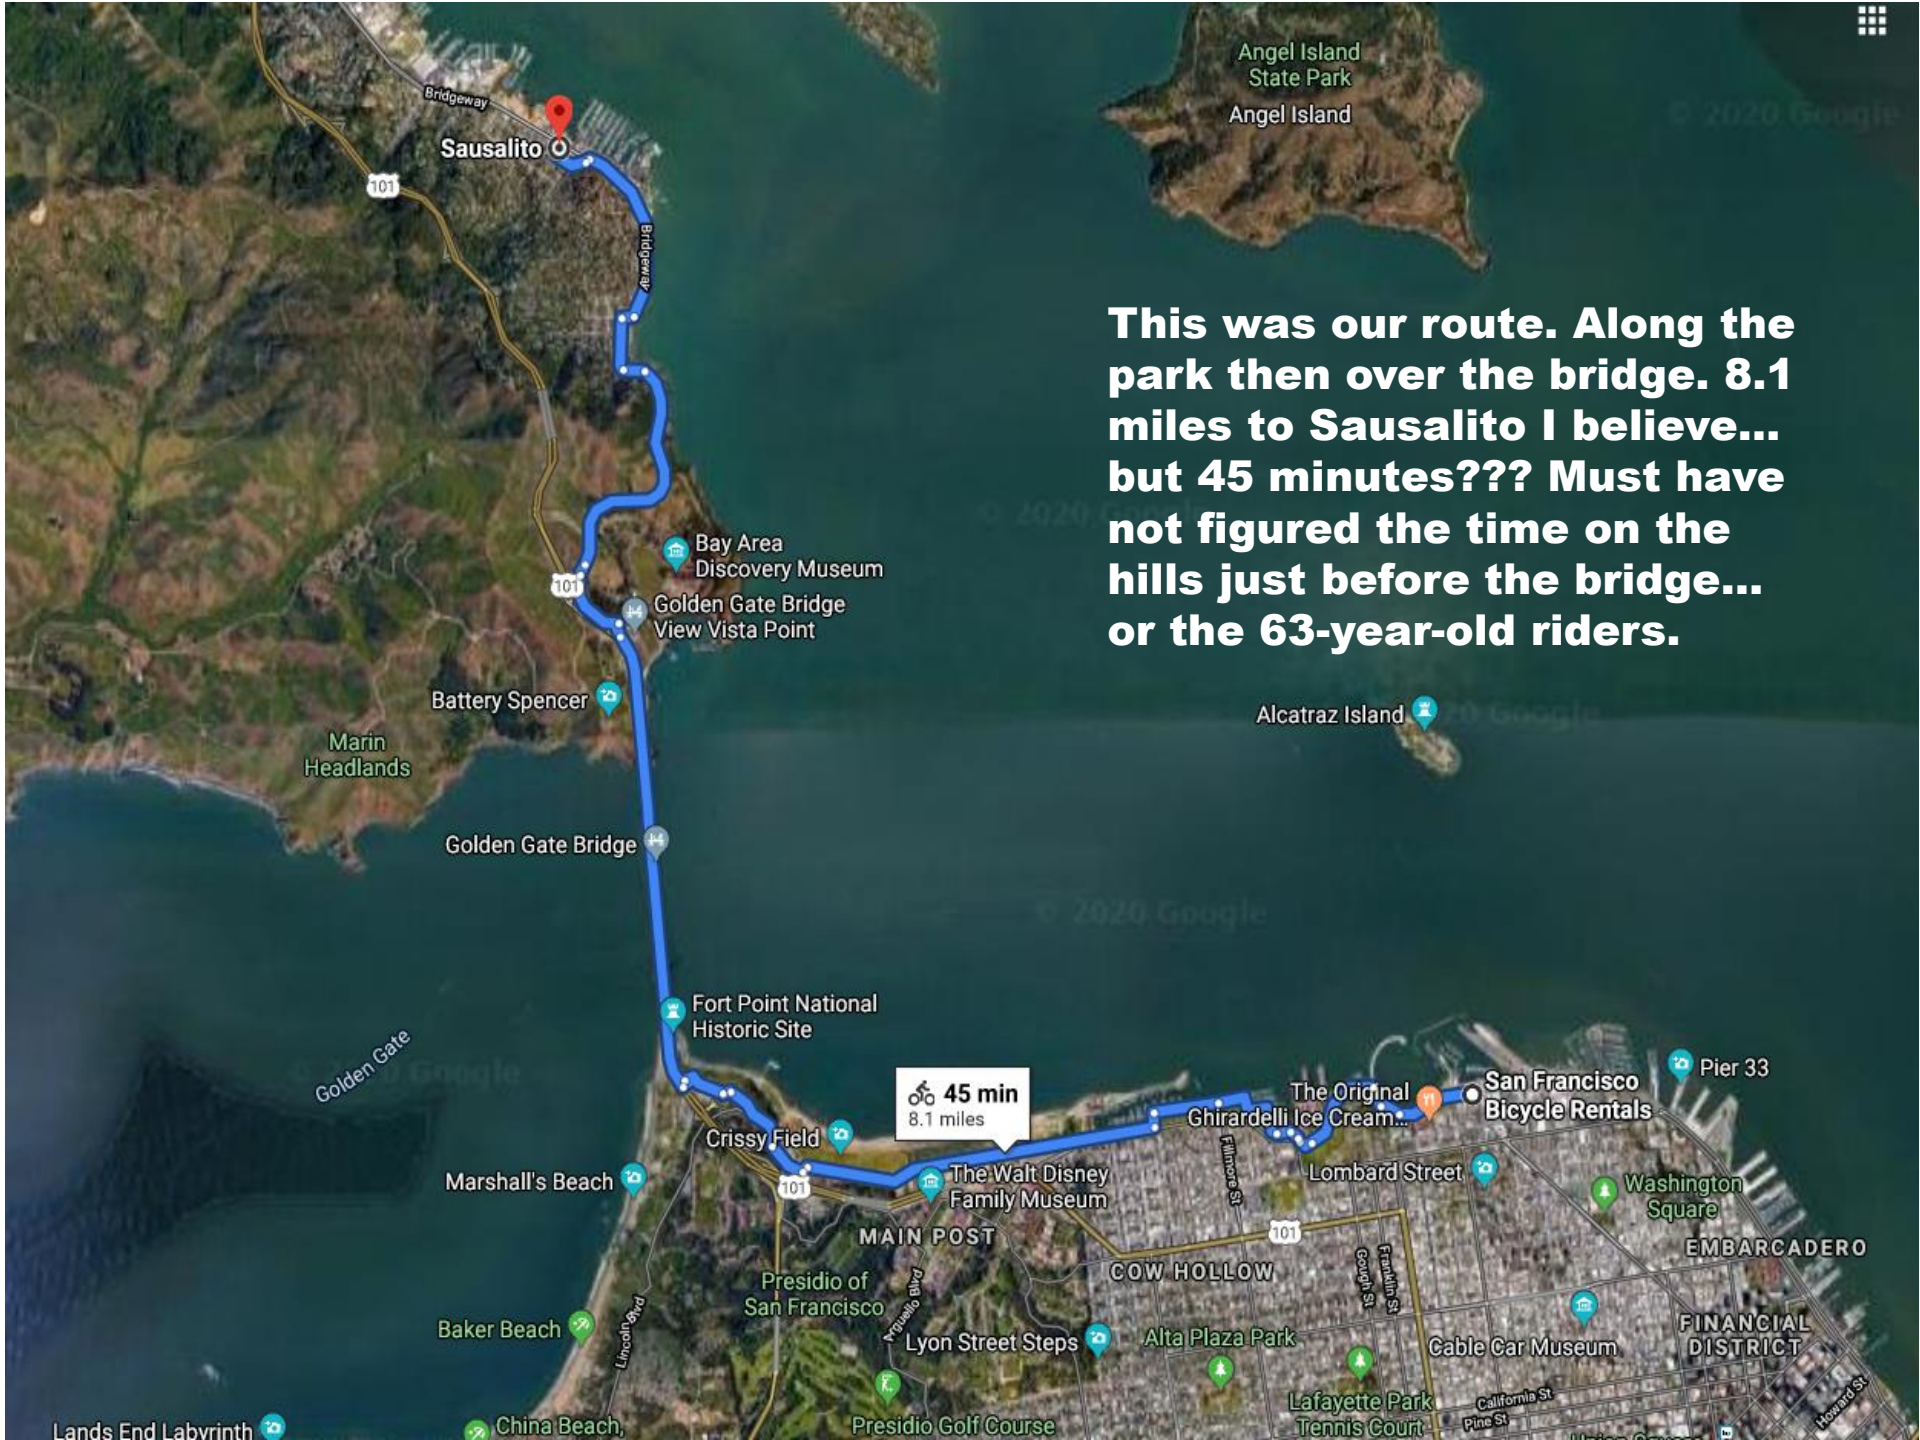 Angel Island
State Park
Angel Island
© 2020 Google
Bridgeway
Sausalito
101
Bridgeway
This was our route. Along the
park then over the bridge. 8.1
miles to Sausalito I believe...
but 45 minutes??? Must have
not figured the time on the
hills just before the bridge...
or the 63-year-old riders.
© 2020 Google
Bay Area
Discovery Museum
101
Golden Gate Bridge
View Vista Point
Battery Spencer
Alcatraz Island
Google
Marin
Headlands
Golden Gate Bridge
© 2020 Google
Fort Point National
Historic Site
Golden Gate
Google
45 min
8.1 miles
Pier 33
San Francisco
Bicycle Rentals
The Original
Ghirardelli Ice Cream...
Crissy Field
Marshall's Beach
101
The Walt Disney
Family Museum
Fillmore St
Lombard Street
Washington
Square
MAIN POST
101
EMBARCADERO
COW HOLLOW
Gough St
Franklin St
Presidio of
San Francisco
Arguello Blvd
Lincoln Blvd
Baker Beach
Lyon Street Steps
Alta Plaza Park
Cable Car Museum
FINANCIAL
DISTRICT
Lafayette Park
Tennis Court
California St
Pine St
Howard St
Lands End Labyrinth
China Beach,
Presidio Golf Course